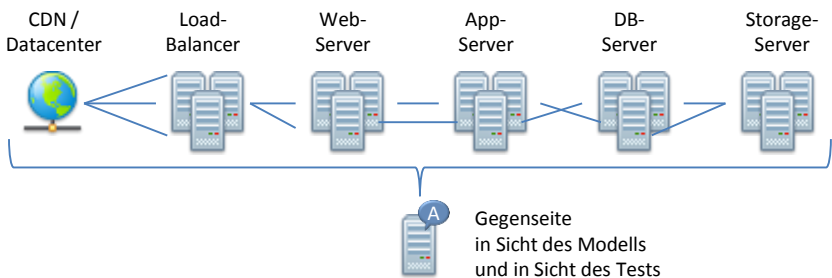 CDN /
Datacenter
Load-
Balancer
Web-
Server
App-
Server
DB-
Server
Storage-
Server
A
Gegenseite
in Sicht des Modells
und in Sicht des Tests